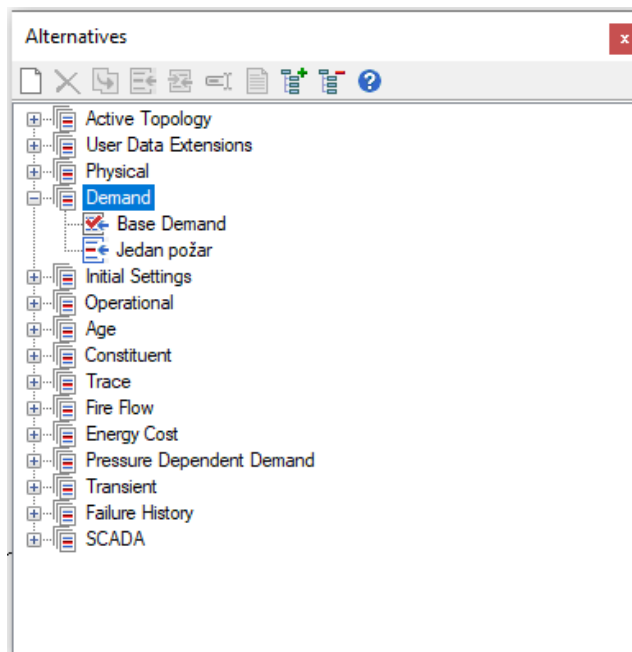 Alternatives
x
Active Topology
User Data Extensions
Physical
Demand
Base Demand
Jedan požar
Initial Settings
Operational
Age
Constituent
Trace
Fire Flow
Energy Cost
Pressure Dependent Demand
Transient
Failure History
SCADA